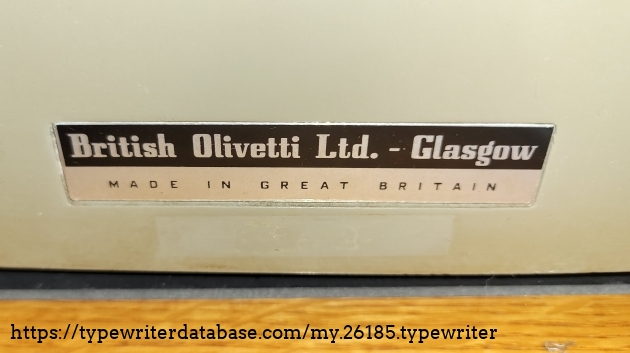 British Olivetti Ltd. - Glasgow
MADE IN GREAT BRITAIN
https://typewriterdatabase.com/my.26185.typewriter